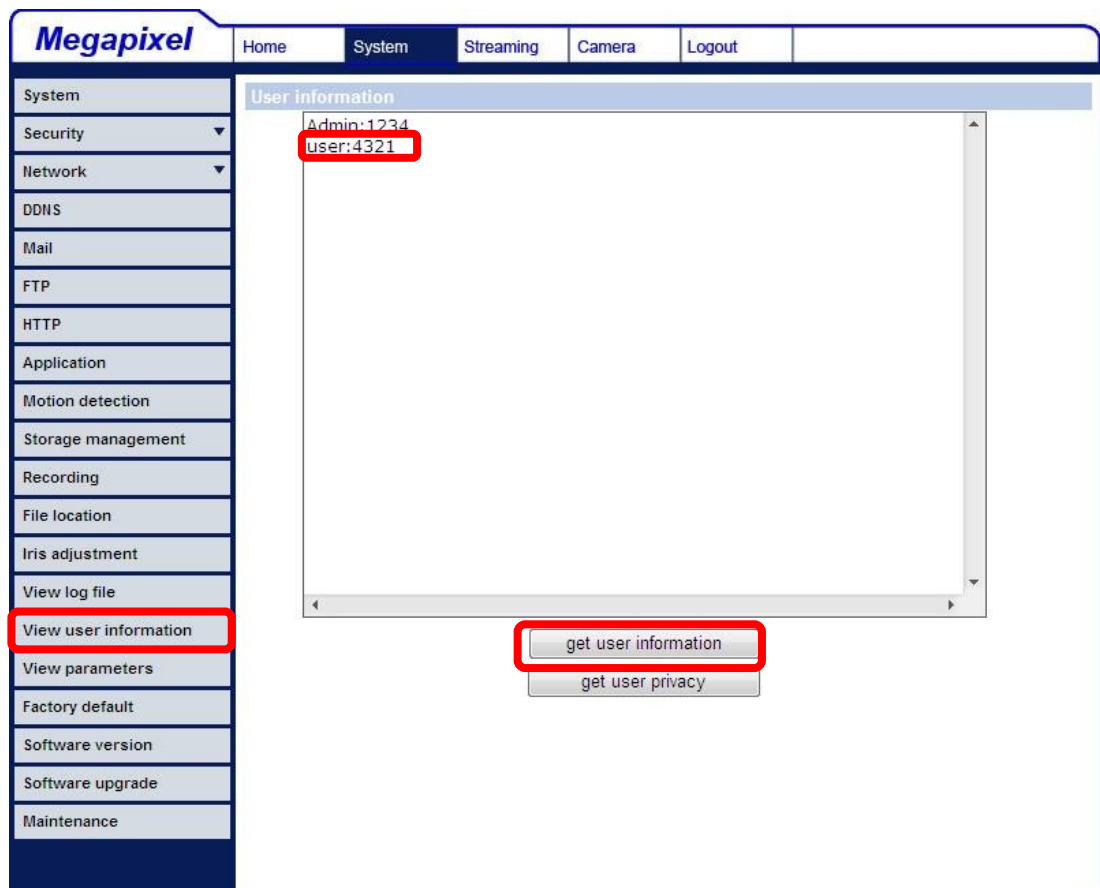 Megapixel
Home System Streaming Camera Logout
System
Security
Network
DDNS
Mail
FTP
HTTP
Application
Motion detection
Storage management
Recording
File location
Iris adjustment
View log file
View user information
View parameters
Factory default
Software version
Software upgrade
Maintenance
User information
Admin:1234
user:4321
get user information
get user privacy